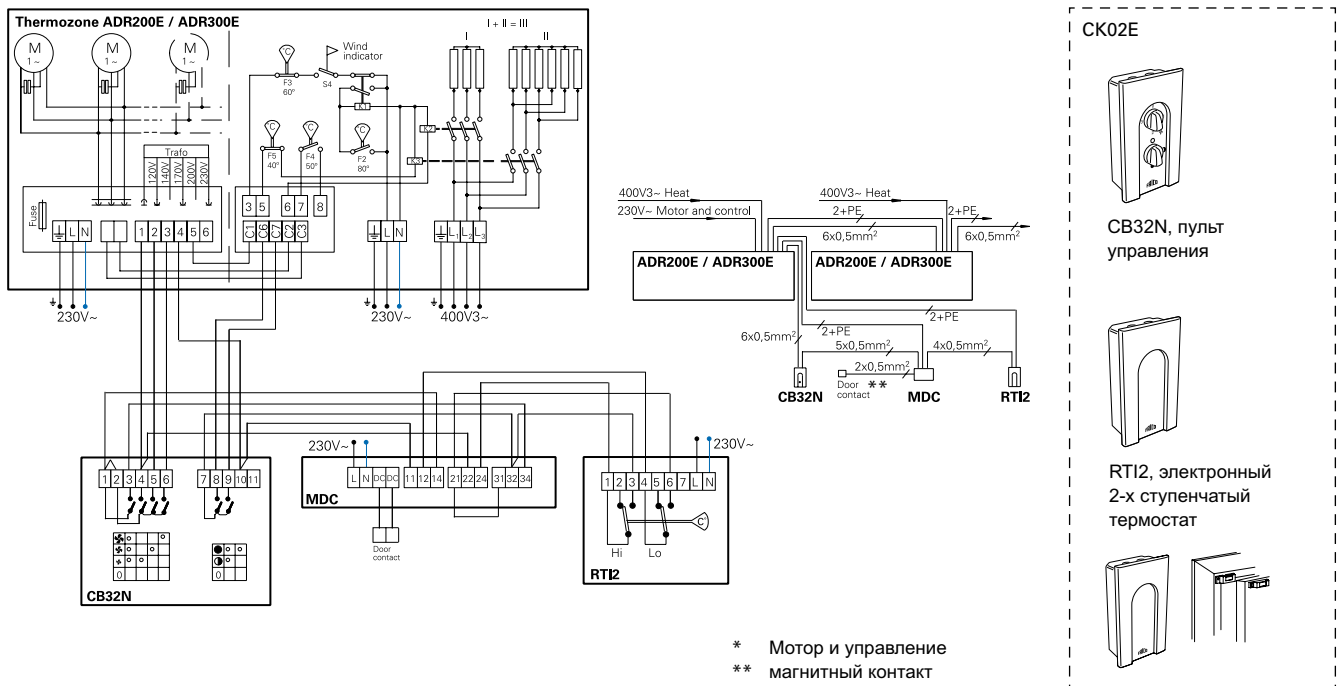 Thermozone ADR200E / ADR300E
M
1 ~
M
1 ~
M
1 ~
C
F3
60°
S4
Wind
indicator
I + II = III
I
II
K1
C
F5
40°
C
F4
50°
C
F2
80°
K2
K3
Trafo
120V
140V
170V
200V
230V
Fuse
L N
1 2 3 4 5 6
3 5 6 7 8
C1 C6 C7 C2 C3
L N
L1 L2 L3
230V~
230V~
400V3~
400V3~ Heat
230V~ Motor and control
400V3~ Heat
2+PE
2+PE
6x0,5mm2
6x0,5mm2
ADR200E / ADR300E
ADR200E / ADR300E
2+PE
2+PE
6x0,5mm2
5x0,5mm2
4x0,5mm2
2x0,5mm2
Door
contact
**
CB32N
MDC
RTI2
1 2 3 4 5 6
7 8 9 10 11
0
0
CB32N
230V~
L N DC DC
11 12 14
21 22 24
31 32 34
MDC
Door
contact
230V~
1 2 3 4 5 6 7 L N
C°
Hi
Lo
RTI2
* Мотор и управление
** магнитный контакт
CK02E
CB32N, пульт
управления
RTI2, электронный
2-х ступенчатый
термостат